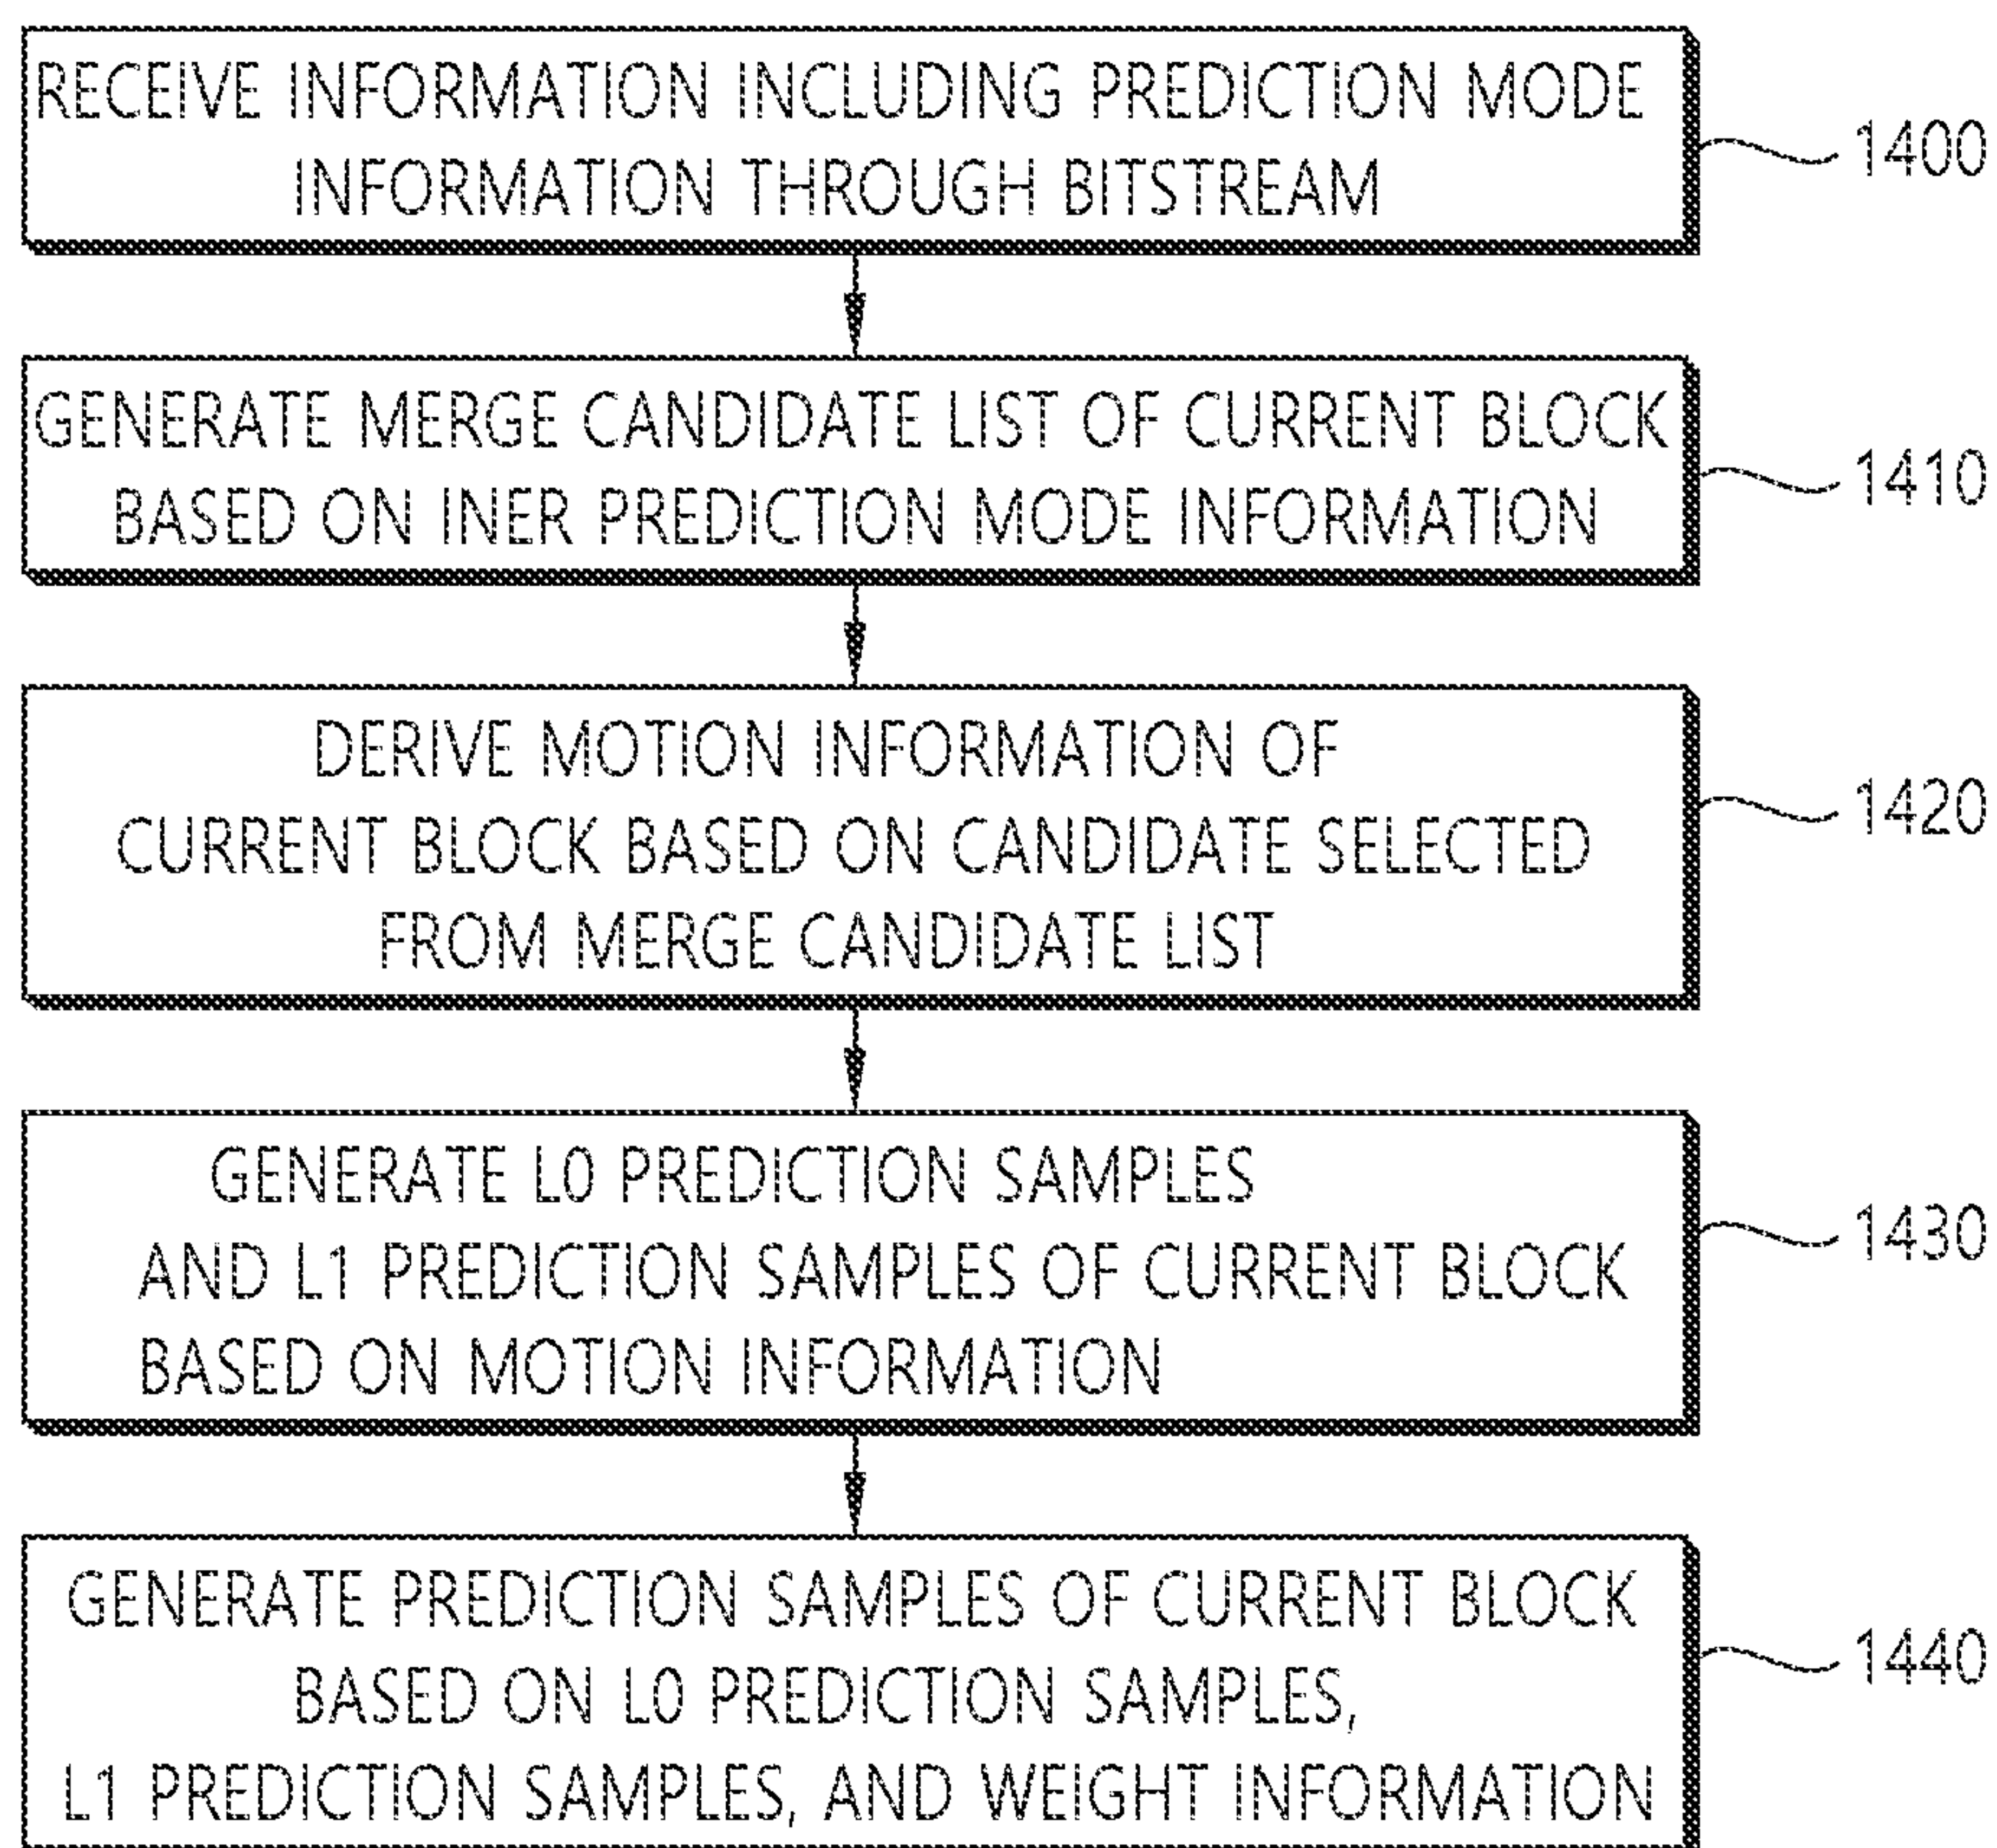 RECEIVE INFORMATION INCLUDING PREDICTION MODE
INFORMATION THROUGH BITSTREAM
1400
GENERATE MERGE CANDIDATE LIST OF CURRENT BLOCK
BASED ON INER PREDICTION MODE INFORMATION
1410
DERIVE MOTION INFORMATION OF
CURRENT BLOCK BASED ON CANDIDATE SELECTED
FROM MERGE CANDIDATE LIST
1420
GENERATE L0 PREDICTION SAMPLES
AND L1 PREDICTION SAMPLES OF CURRENT BLOCK
BASED ON MOTION INFORMATION
1430
GENERATE PREDICTION SAMPLES OF CURRENT BLOCK
BASED ON L0 PREDICTION SAMPLES,
L1 PREDICTION SAMPLES, AND WEIGHT INFORMATION
1440